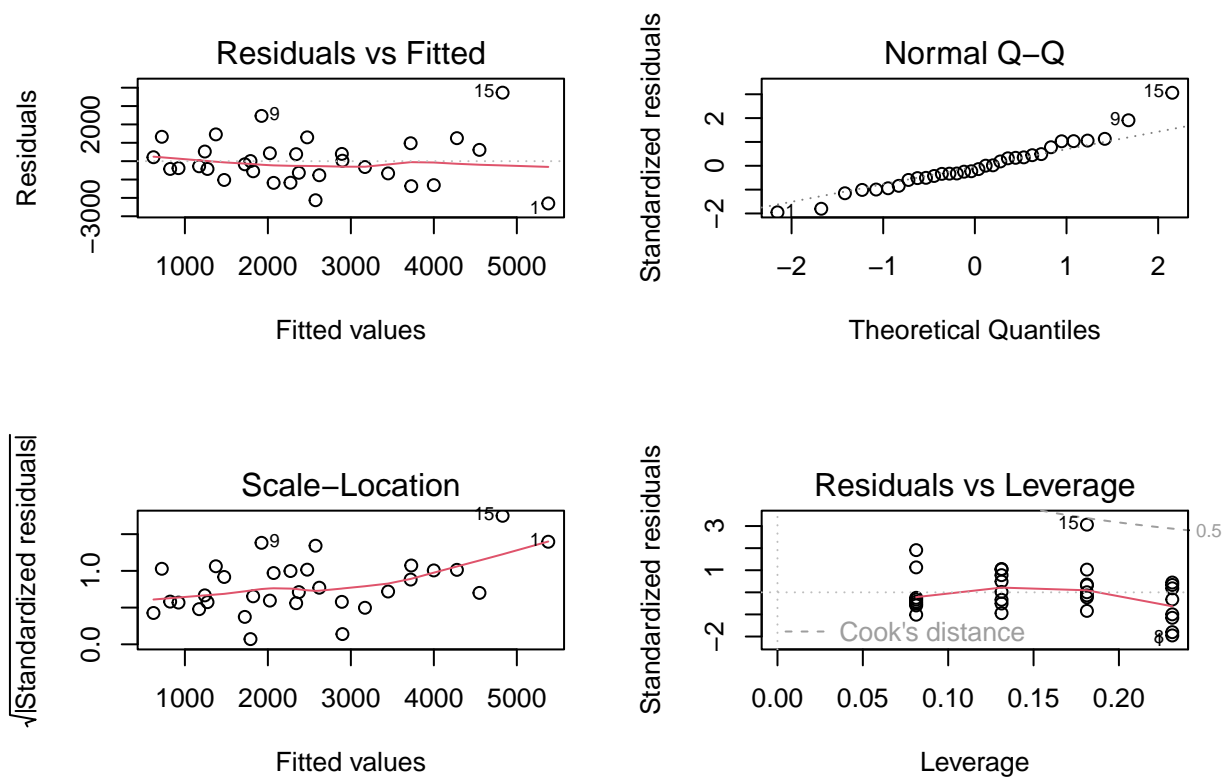 Residuals vs Fitted
Residuals
−3000
2000
15
9
1
1000 2000 3000 4000 5000
Fitted values
Normal Q−Q
Standardized residuals
−2
0
2
15
9
1
−2 −1 0 1 2
Theoretical Quantiles
Scale−Location
√|Standardized residuals|
0.0
1.0
15
9
1
1000 2000 3000 4000 5000
Fitted values
Residuals vs Leverage
Standardized residuals
−2
1
3
15
0.5
Cook's distance
0.00 0.05 0.10 0.15 0.20
Leverage